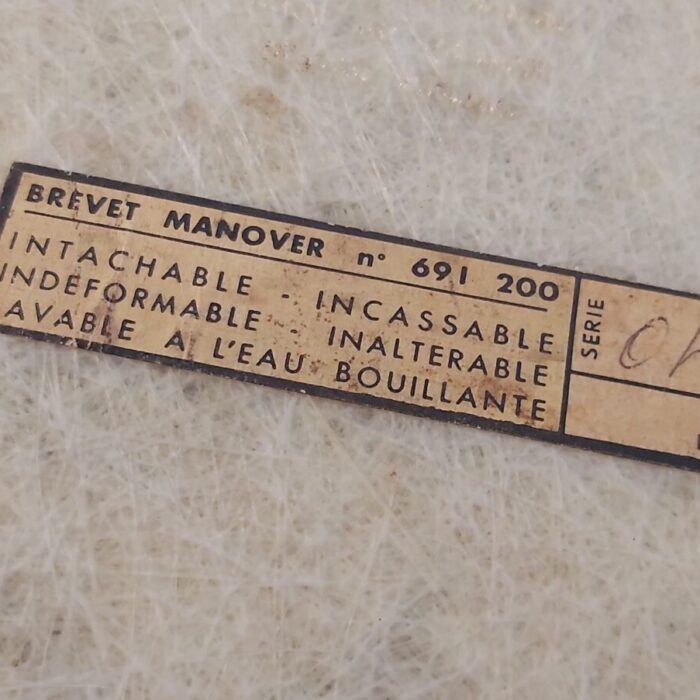 BREVET MANOVER n° 691 200
INTACHABLE - INCASSABLE
INDEFORMABLE - INALTERABLE
AVABLE A L'EAU BOUILLANTE
SERIE